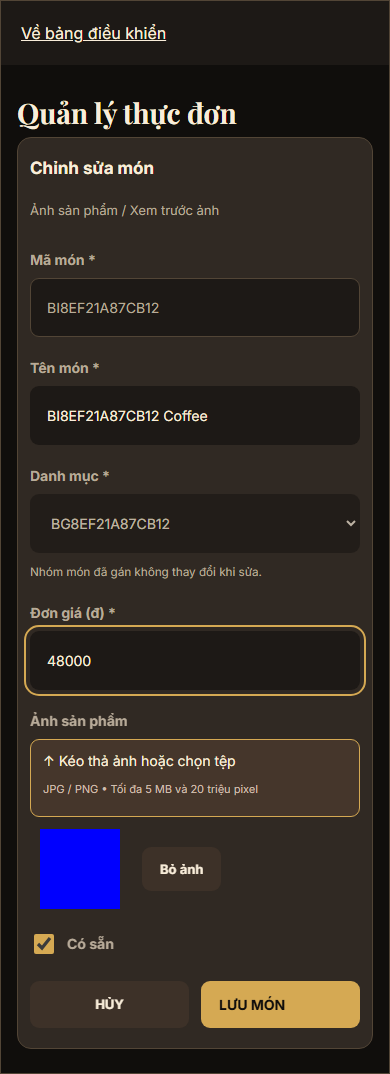 Về bảng điều khiển
Quản lý thực đơn
Chỉnh sửa món
Ảnh sản phẩm / Xem trước ảnh
Mã món *
BI8EF21A87CB12
Tên món *
BI8EF21A87CB12 Coffee
Danh mục *
BG8EF21A87CB12
Nhóm món đã gán không thay đổi khi sửa.
Đơn giá (đ) *
48000
Ảnh sản phẩm
↑ Kéo thả ảnh hoặc chọn tệp
JPG / PNG • Tối đa 5 MB và 20 triệu pixel
Bỏ ảnh
Có sẵn
HỦY
LƯU MÓN